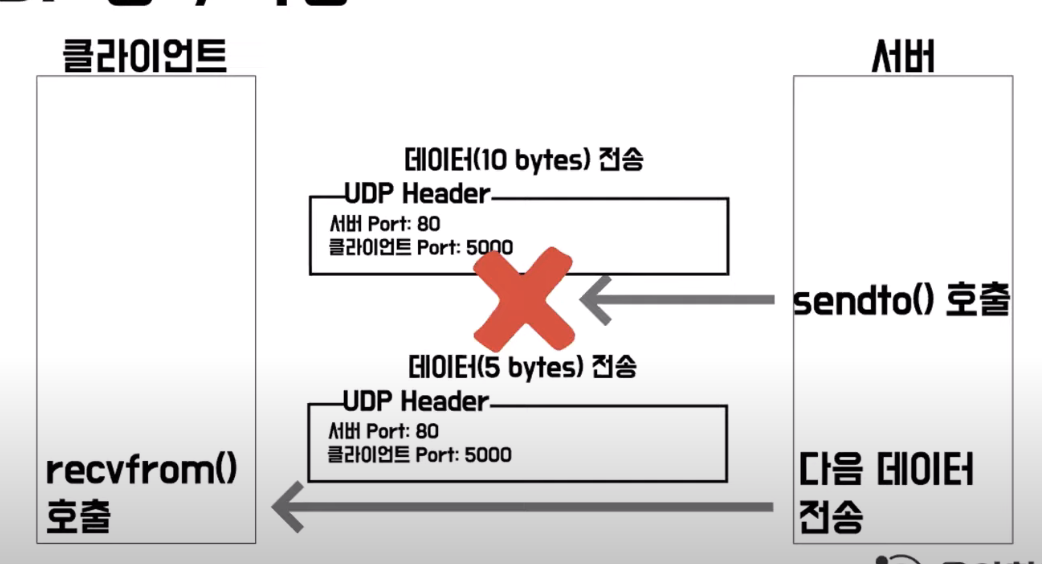 클라이언트
서버
데이터(10 bytes) 전송
UDP Header
서버 Port: 80
클라이언트 Port: 5000
sendto() 호출
데이터(5 bytes) 전송
UDP Header
서버 Port: 80
클라이언트 Port: 5000
recvfrom()
호출
다음 데이터
전송